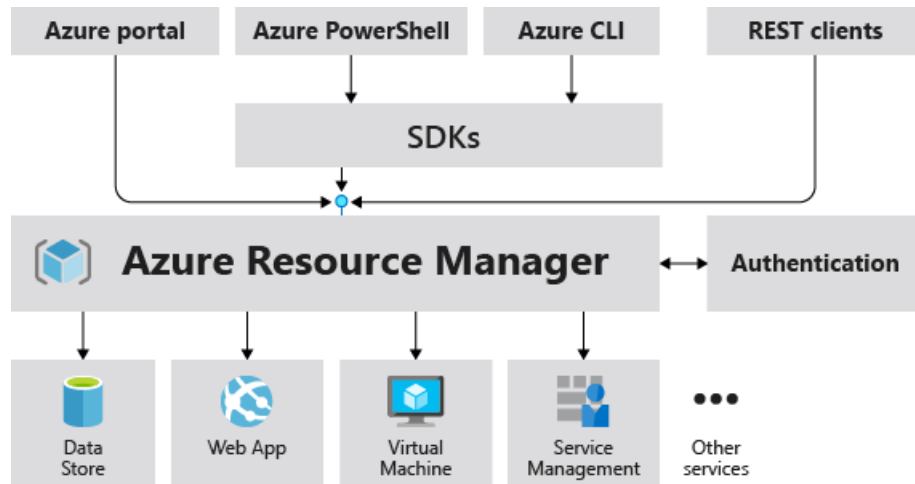 Azure portal
Azure PowerShell
Azure CLI
REST clients
SDKs
Azure Resource Manager
Authentication
Data
Store
Web App
Virtual
Machine
Service
Management
Other
services